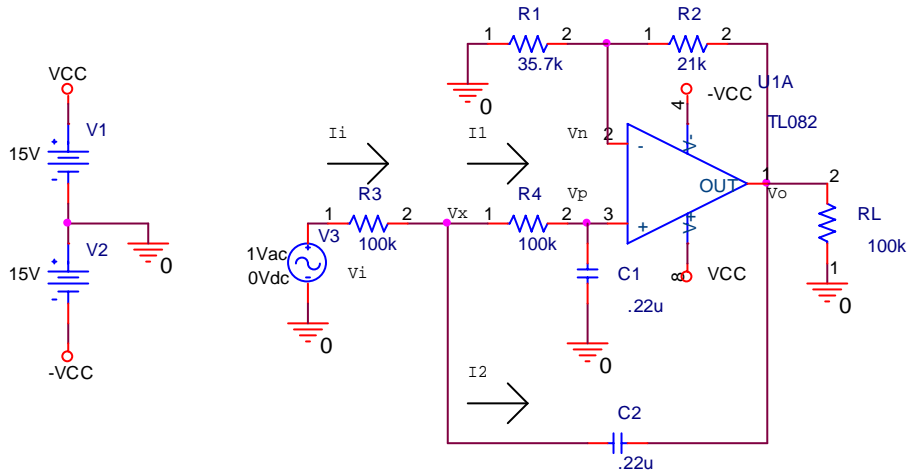 VCC
V1
15V
V2
15V
0
-VCC
R1
1
2
35.7k
0
R2
1
2
21k
U1A
-VCC
4
V-
TL082
Ii
I1
Vn
2
-
OUT
1
Vo
Vp
3
+
V+
8
VCC
R3
1
2
100k
Vx
R4
1
2
100k
V3
1Vac
0Vdc
Vi
0
C1
.22u
0
2
RL
100k
1
0
I2
C2
.22u